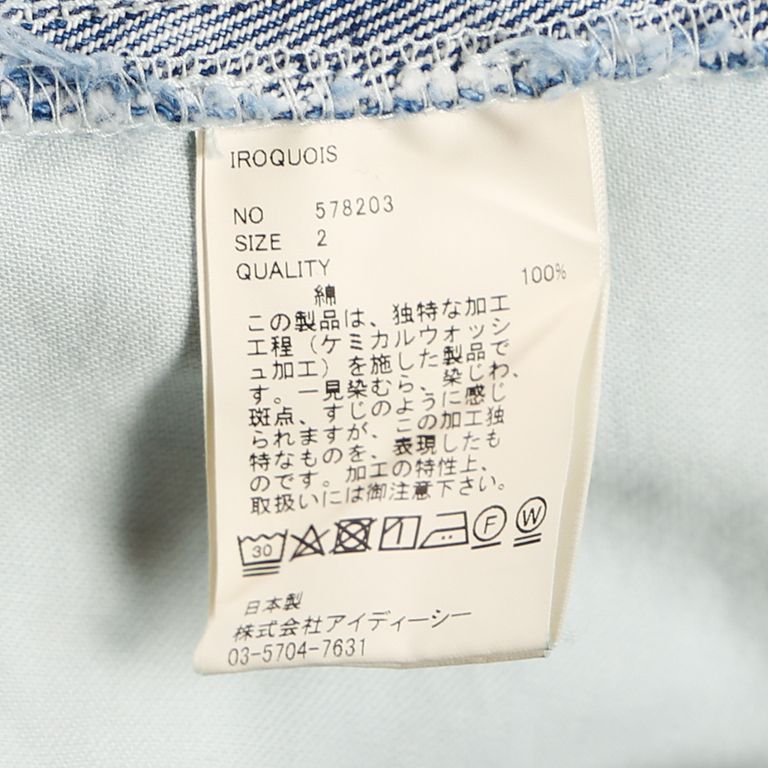 IROQUOIS
NO 578203
SIZE 2
QUALITY
綿 100%
この製品は、独特な加工
工程(ケミカルウォッシ
ュ加工)を施した製品で
す。一見染むら、染じわ、
斑点、すじのように感じ
られますが、この加工独
特なものを、表現したも
のです。加工の特性上、
取扱いには御注意下さい。
30 F W
日本製
株式会社アイディーシー
03-5704-7631